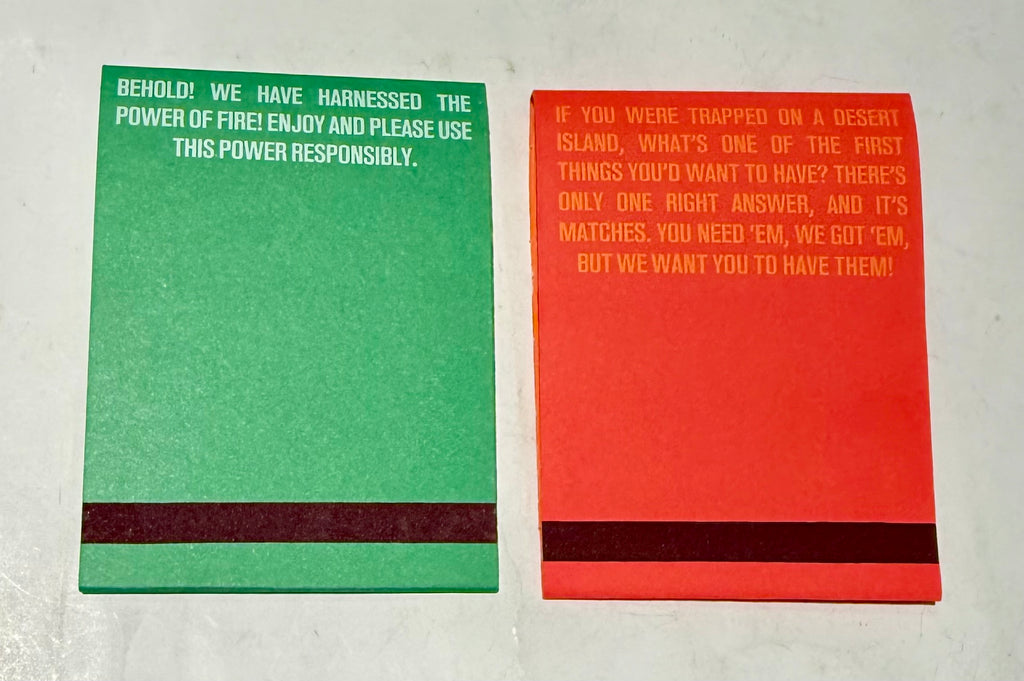 BEHOLD! WE HAVE HARNESSED THE
POWER OF FIRE! ENJOY AND PLEASE USE
THIS POWER RESPONSIBLY.
IF YOU WERE TRAPPED ON A DESERT
ISLAND, WHAT'S ONE OF THE FIRST
THINGS YOU'D WANT TO HAVE? THERE'S
ONLY ONE RIGHT ANSWER, AND IT'S
MATCHES. YOU NEED 'EM, WE GOT 'EM,
BUT WE WANT YOU TO HAVE THEM!